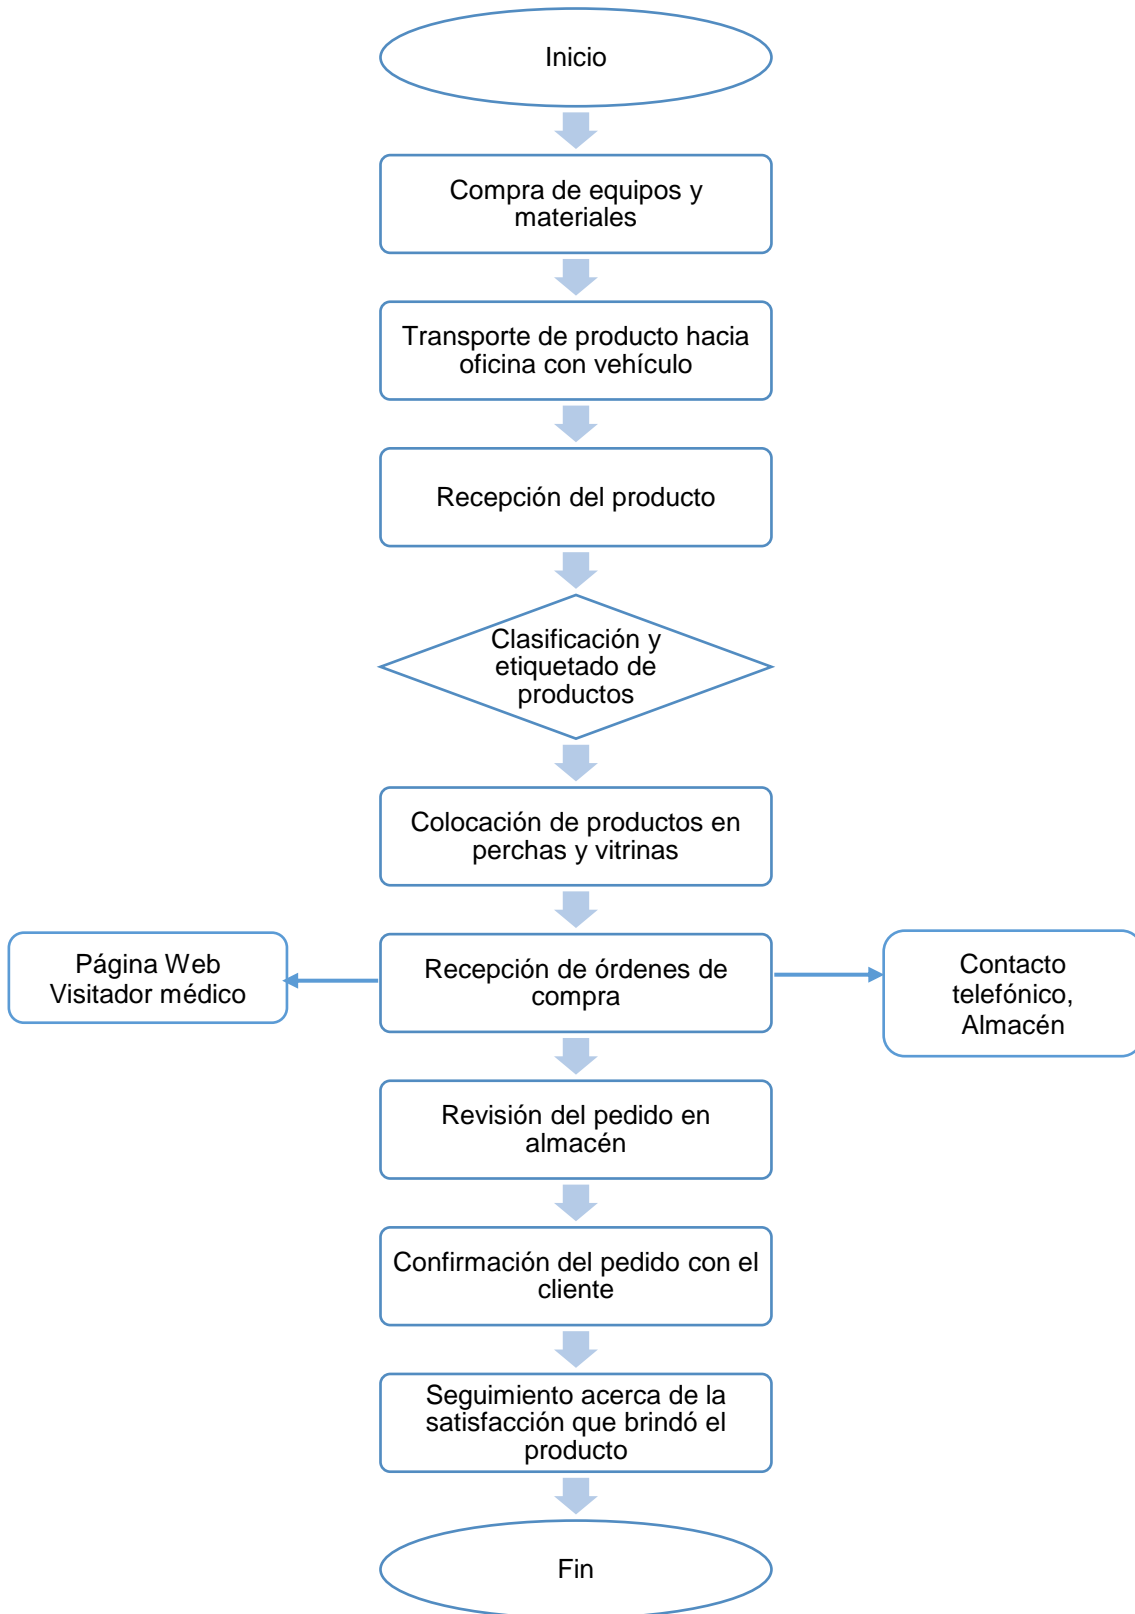 Inicio
Compra de equipos y
materiales
Transporte de producto hacia
oficina con vehículo
Recepción del producto
Clasificación y
etiquetado de
productos
Colocación de productos en
perchas y vitrinas
Página Web
Visitador médico
Recepción de órdenes de
compra
Contacto
telefónico,
Almacén
Revisión del pedido en
almacén
Confirmación del pedido con el
cliente
Seguimiento acerca de la
satisfacción que brindó el
producto
Fin